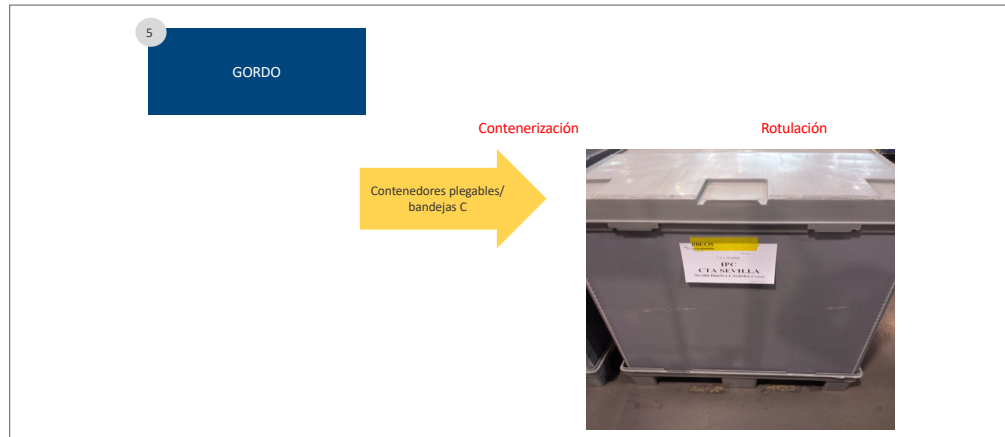 5
GORDO
Contenerización
Rotulación
Contenedores plegables/
bandejas C
IPC
CTA SEVILLA